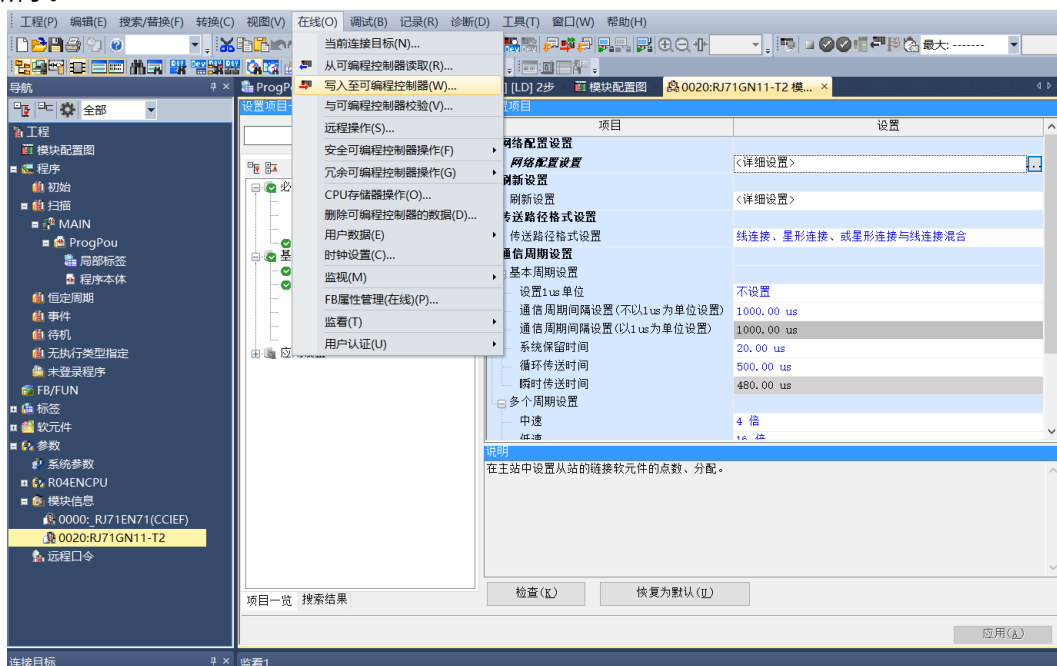 工程(P) 编辑(E) 搜索/替换(F) 转换(C) 视图(V) 在线(O) 调试(B) 记录(R) 诊断(D) 工具(T) 窗口(W) 帮助(H)
最大: -------
当前连接目标(N)...
从可编程控制器读取(R)...
写入至可编程控制器(W)...
与可编程控制器校验(V)...
远程操作(S)...
安全可编程控制器操作(F)
冗余可编程控制器操作(G)
CPU存储器操作(O)...
删除可编程控制器的数据(D)...
用户数据(E)
时钟设置(C)...
监视(M)
FB属性管理(在线)(P)...
监看(T)
用户认证(U)
导航
全部
工程
模块配置图
程序
初始
扫描
MAIN
ProgPou
局部标签
程序本体
恒定周期
事件
待机
无执行类型指定
未登录程序
FB/FUN
标签
软元件
参数
系统参数
R04ENCPU
模块信息
0000:_RJ71EN71(CCIEF)
0020:RJ71GN11-T2
远程口令
连接目标
ProgP
[LD] 2步 模块配置图 0020:RJ71GN11-T2 模... ×
设置项目
必
基
项目一览 搜索结果
项目
项目 设置
网络配置设置
网络配置设置 <详细设置>
刷新设置
刷新设置 <详细设置>
传送路径格式设置
传送路径格式设置 线连接、星形连接、或星形连接与线连接混合
通信周期设置
基本周期设置
设置1us单位 不设置
通信周期间隔设置(不以1us为单位设置) 1000.00 us
通信周期间隔设置(以1us为单位设置) 1000.00 us
系统保留时间 20.00 us
循环传送时间 500.00 us
瞬时传送时间 480.00 us
多个周期设置
中速 4 倍
低速 16 倍
说明
在主站中设置从站的链接软元件的点数、分配。
检查(K) 恢复为默认(U)
应用(A)
监看1